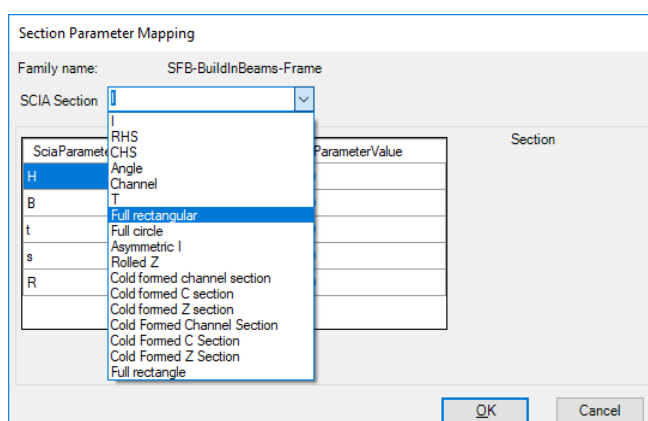 Section Parameter Mapping
Family name: SFB-BuildInBeams-Frame
SCIA Section I
I
RHS
CHS
Angle
Channel
T
Full rectangular
Full circle
Asymmetric I
Rolled Z
Cold formed channel section
Cold formed C section
Cold formed Z section
Cold Formed Channel Section
Cold Formed C Section
Cold Formed Z Section
Full rectangle
SciaParamete ParameterValue
H
B
t
s
R
Section
OK Cancel